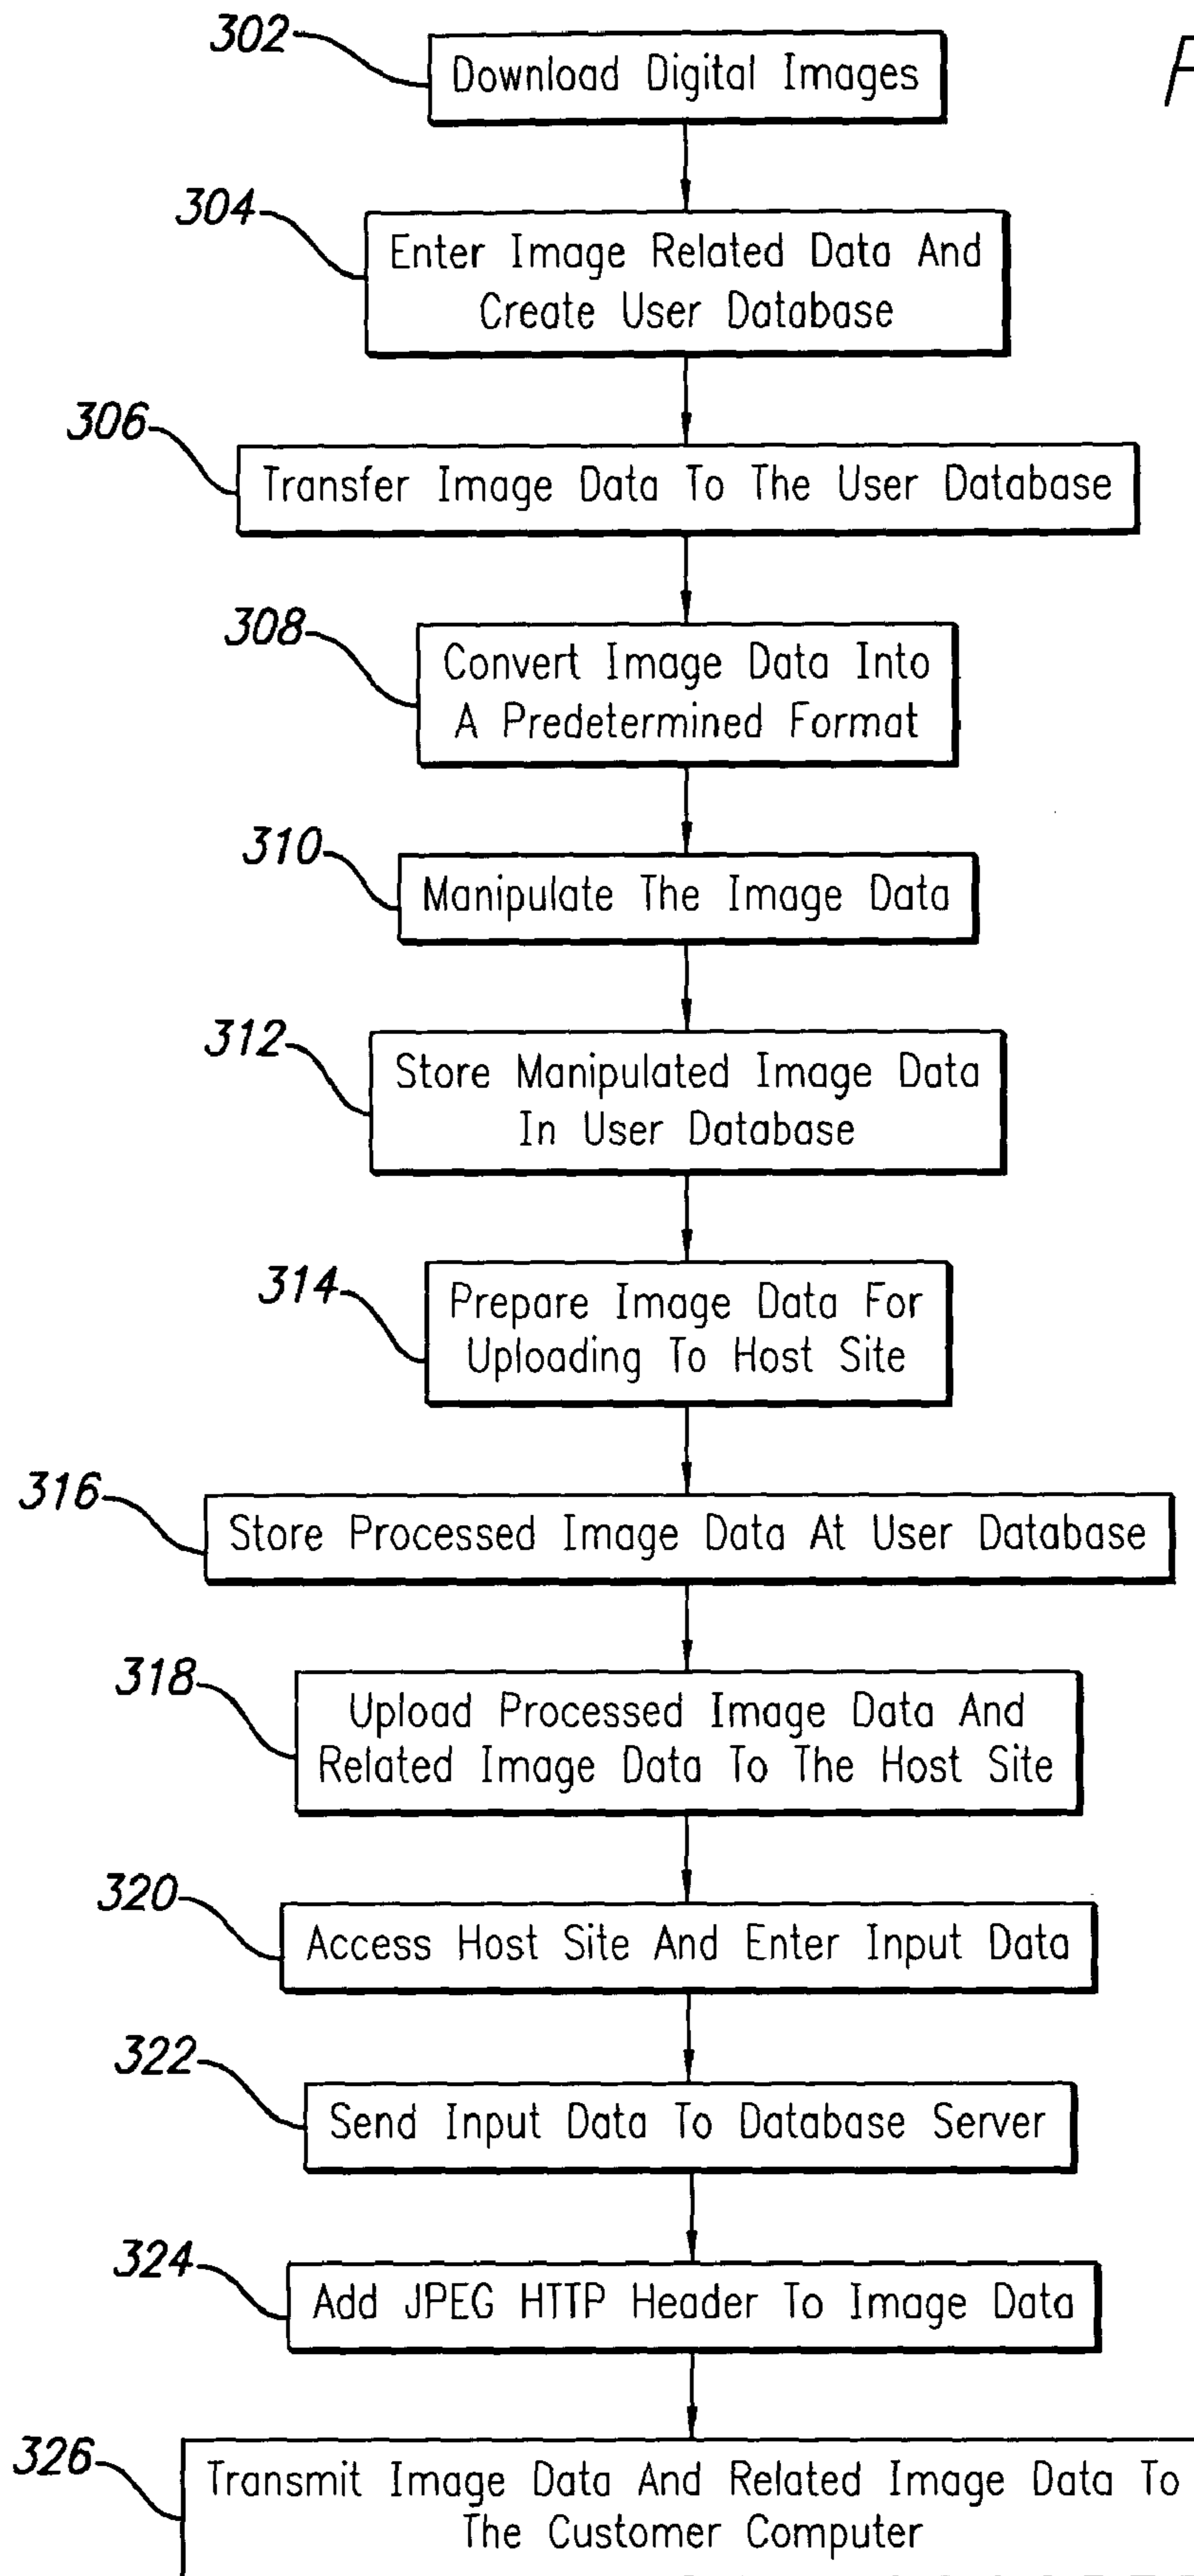 302
Download Digital Images
304
Enter Image Related Data And
Create User Database
306
Transfer Image Data To The User Database
308
Convert Image Data Into
A Predetermined Format
310
Manipulate The Image Data
312
Store Manipulated Image Data
In User Database
314
Prepare Image Data For
Uploading To Host Site
316
Store Processed Image Data At User Database
318
Upload Processed Image Data And
Related Image Data To The Host Site
320
Access Host Site And Enter Input Data
322
Send Input Data To Database Server
324
Add JPEG HTTP Header To Image Data
326
Transmit Image Data And Related Image Data To
The Customer Computer